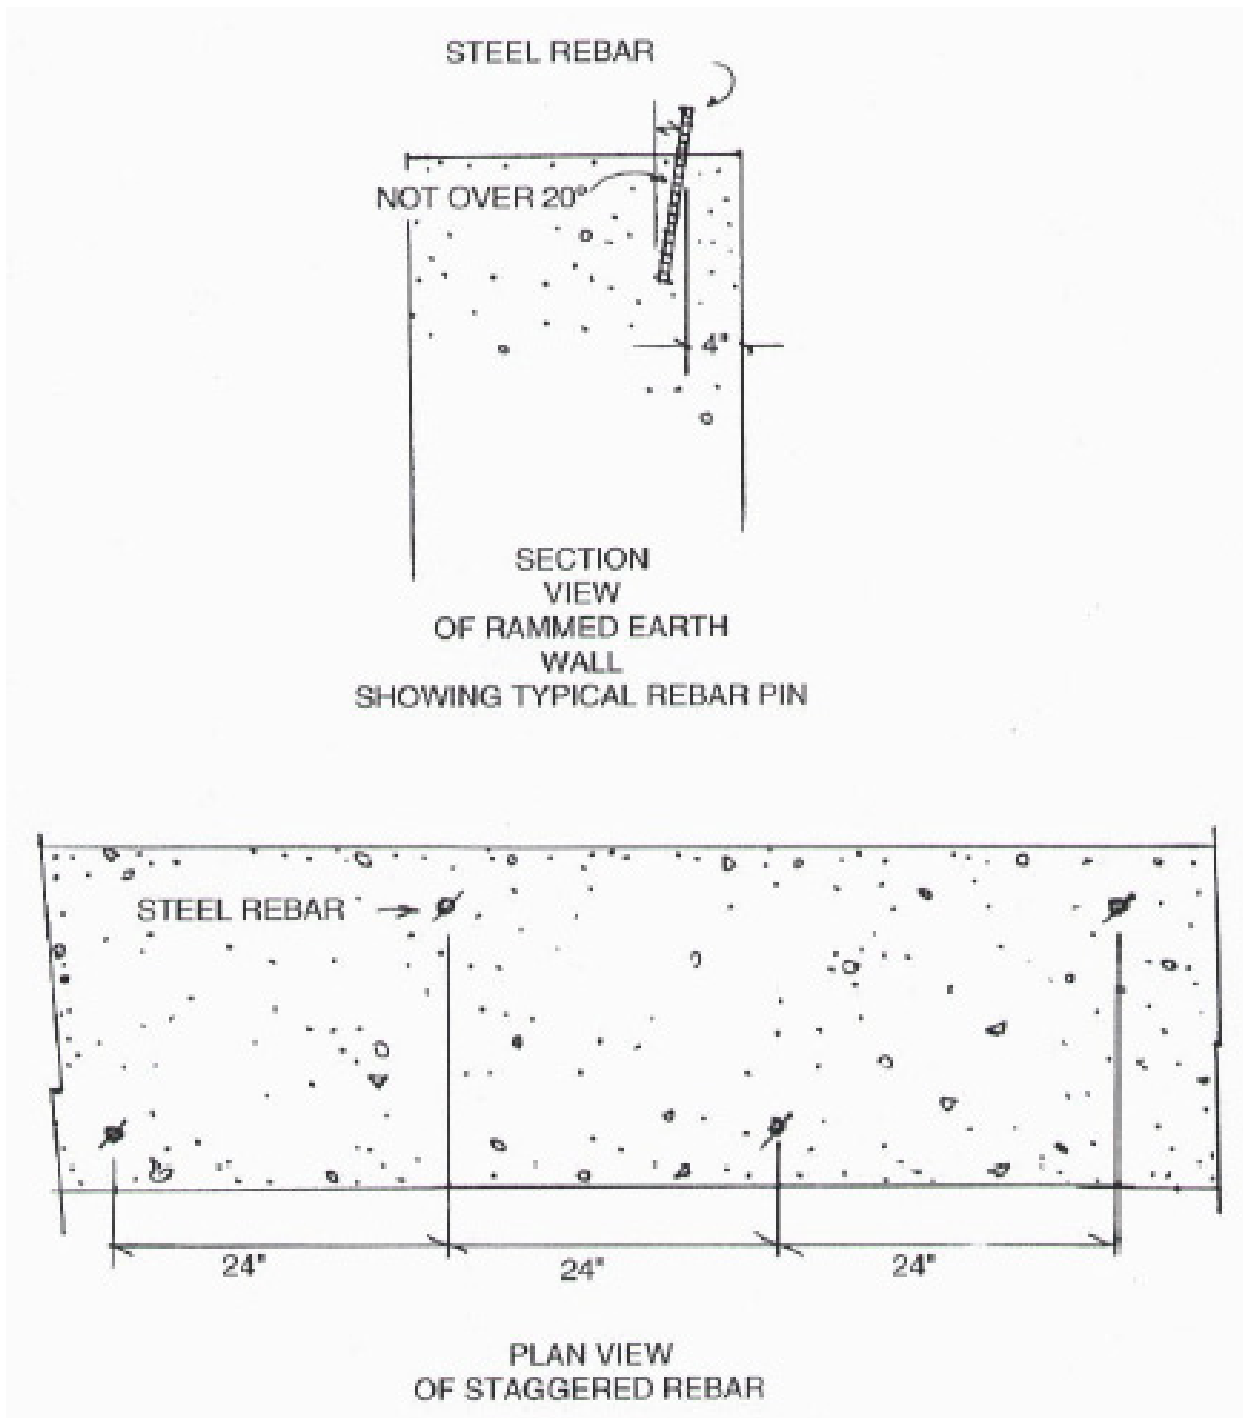 STEEL REBAR
NOT OVER 20°
4"
SECTION
VIEW
OF RAMMED EARTH
WALL
SHOWING TYPICAL REBAR PIN
STEEL REBAR
24" 24" 24"
PLAN VIEW
OF STAGGERED REBAR